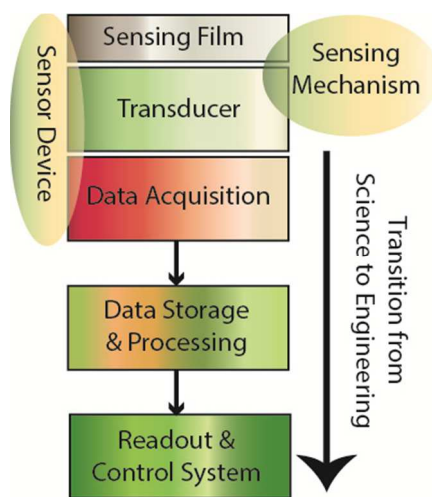 Sensing Film
Sensing
Mechanism
Sensor Device
Transducer
Data Acquisition
Transition from
Science to Engineering
Data Storage
& Processing
Readout &
Control System